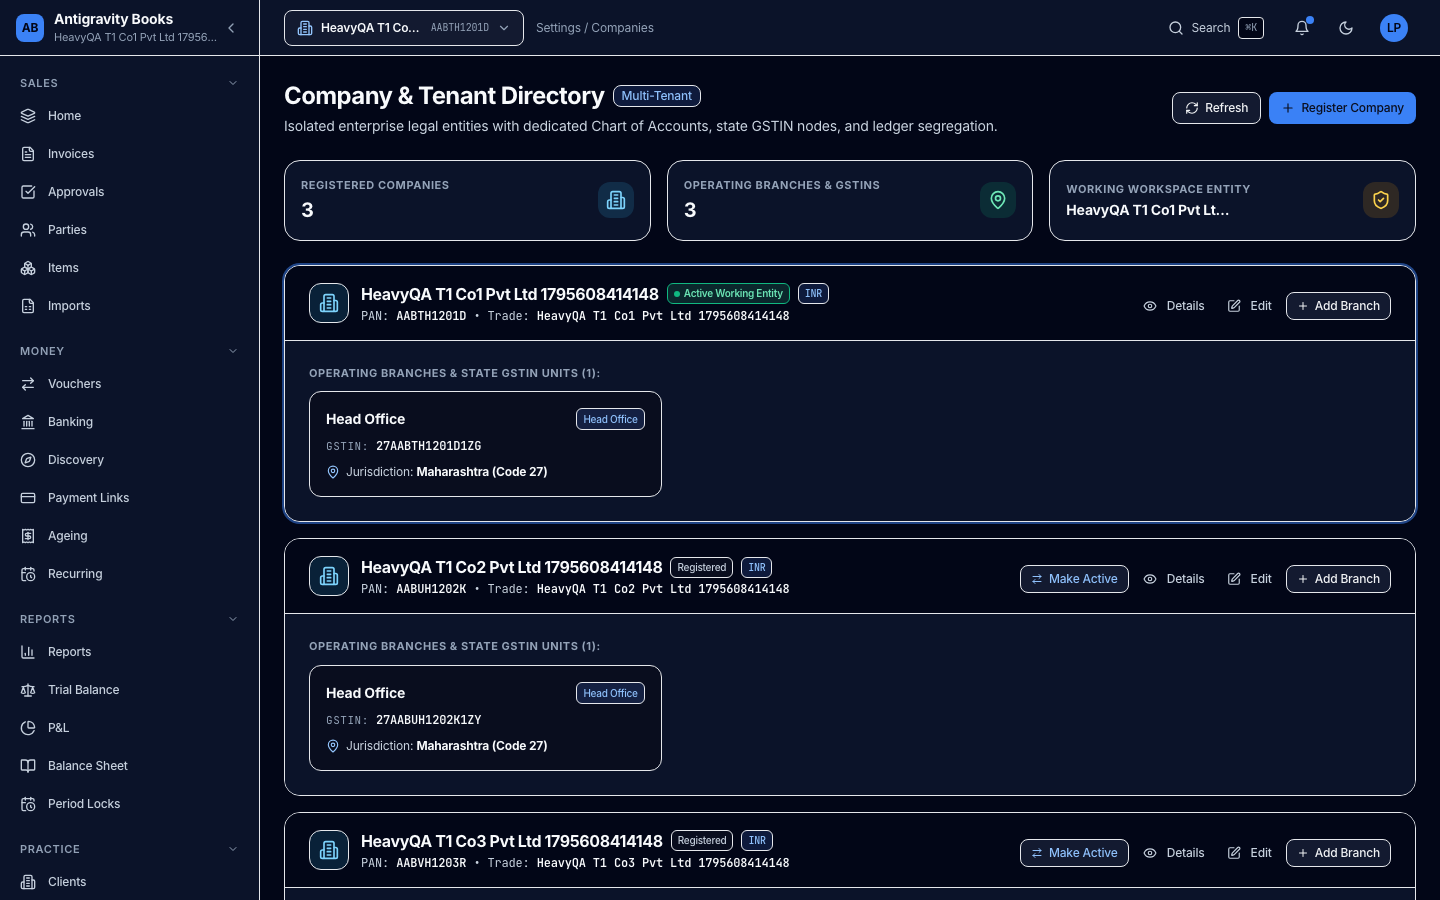 AB
Antigravity Books
HeavyQA T1 Co1 Pvt Ltd 17956...
SALES
Home
Invoices
Approvals
Parties
Items
Imports
MONEY
Vouchers
Banking
Discovery
Payment Links
Ageing
Recurring
REPORTS
Reports
Trial Balance
P&L
Balance Sheet
Period Locks
PRACTICE
Clients
HeavyQA T1 Co... AABTH1201D
Settings / Companies
Search ⌘K
LP
Company & Tenant Directory Multi-Tenant
Isolated enterprise legal entities with dedicated Chart of Accounts, state GSTIN nodes, and ledger segregation.
Refresh
+ Register Company
REGISTERED COMPANIES
3
OPERATING BRANCHES & GSTINS
3
WORKING WORKSPACE ENTITY
HeavyQA T1 Co1 Pvt Lt...
HeavyQA T1 Co1 Pvt Ltd 1795608414148 Active Working Entity INR
PAN: AABTH1201D • Trade: HeavyQA T1 Co1 Pvt Ltd 1795608414148
Details Edit + Add Branch
OPERATING BRANCHES & STATE GSTIN UNITS (1):
Head Office Head Office
GSTIN: 27AABTH1201D1ZG
Jurisdiction: Maharashtra (Code 27)
HeavyQA T1 Co2 Pvt Ltd 1795608414148 Registered INR
PAN: AABUH1202K • Trade: HeavyQA T1 Co2 Pvt Ltd 1795608414148
Make Active Details Edit + Add Branch
OPERATING BRANCHES & STATE GSTIN UNITS (1):
Head Office Head Office
GSTIN: 27AABUH1202K1ZY
Jurisdiction: Maharashtra (Code 27)
HeavyQA T1 Co3 Pvt Ltd 1795608414148 Registered INR
PAN: AABVH1203R • Trade: HeavyQA T1 Co3 Pvt Ltd 1795608414148
Make Active Details Edit + Add Branch